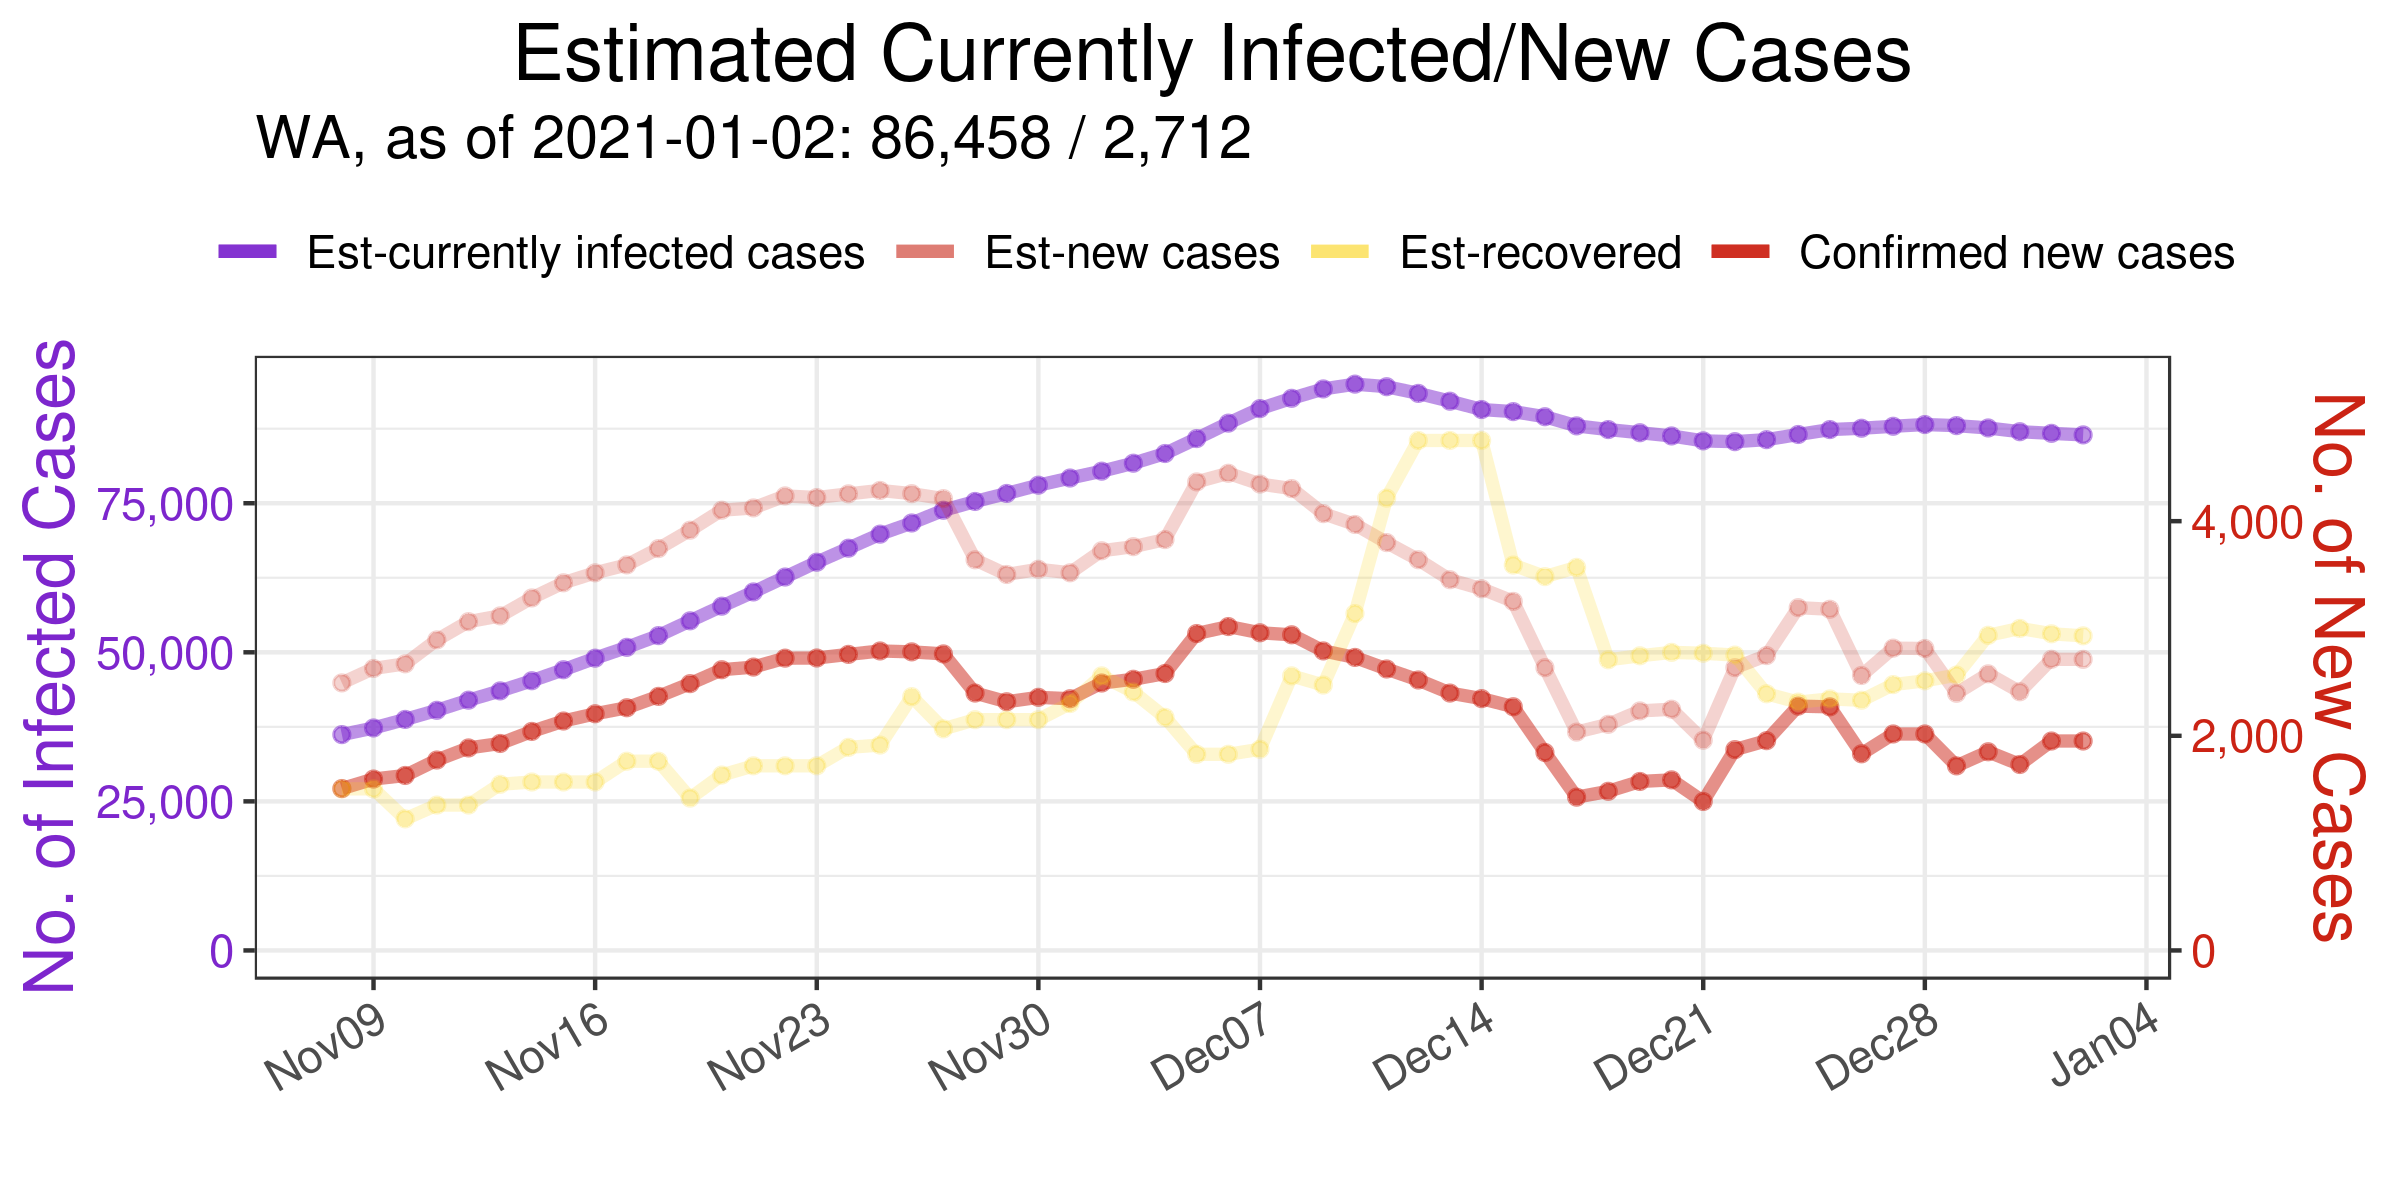 Estimated Currently Infected/New Cases
WA, as of 2021-01-02: 86,458 / 2,712
Est-currently infected cases Est-new cases Est-recovered Confirmed new cases
No. of Infected Cases
75,000
50,000
25,000
0
4,000
2,000
0
No. of New Cases
Nov09 Nov16 Nov23 Nov30 Dec07 Dec14 Dec21 Dec28 Jan04